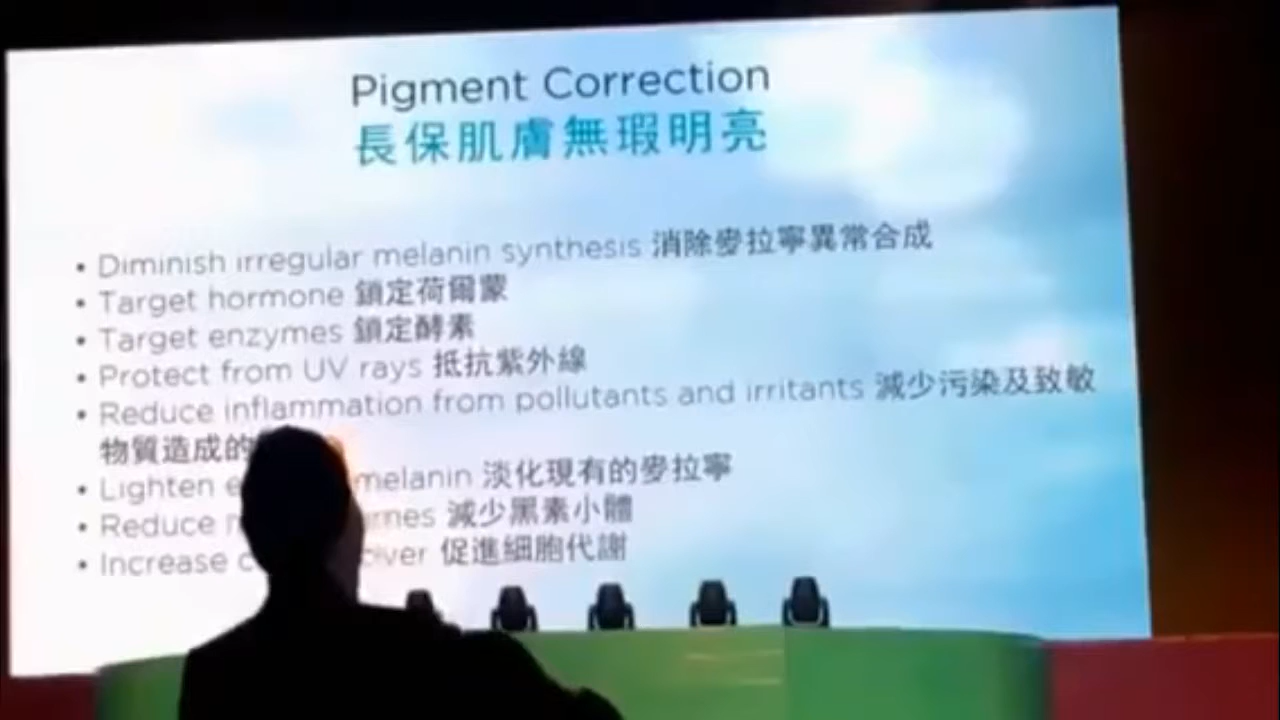 Pigment Correction
長保肌膚無瑕明亮
• Diminish irregular melanin synthesis 消除麥拉寧異常合成
• Target hormone 鎖定荷爾蒙
• Target enzymes 鎖定酵素
• Protect from UV rays 抵抗紫外線
• Reduce inflammation from pollutants and irritants 減少污染及致敏
物質造成的
• Lighten melanin 淡化現有的麥拉寧
• Reduce 減少黑素小體
• Increase 促進細胞代謝